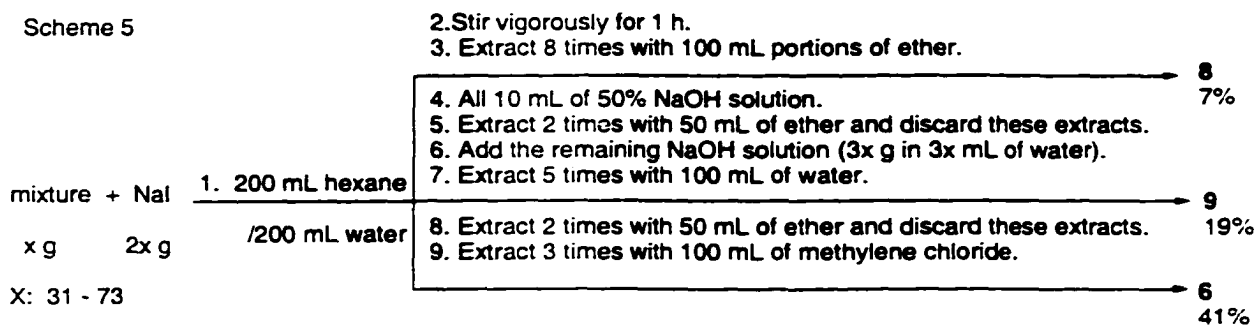 Scheme 5
2.Stir vigorously for 1 h.
3. Extract 8 times with 100 mL portions of ether.
8
7%
4. All 10 mL of 50% NaOH solution.
5. Extract 2 times with 50 mL of ether and discard these extracts.
6. Add the remaining NaOH solution (3x g in 3x mL of water).
7. Extract 5 times with 100 mL of water.
mixture + NaI
1. 200 mL hexane
/200 mL water
9
19%
x g 2x g
8. Extract 2 times with 50 mL of ether and discard these extracts.
9. Extract 3 times with 100 mL of methylene chloride.
X: 31 - 73
6
41%